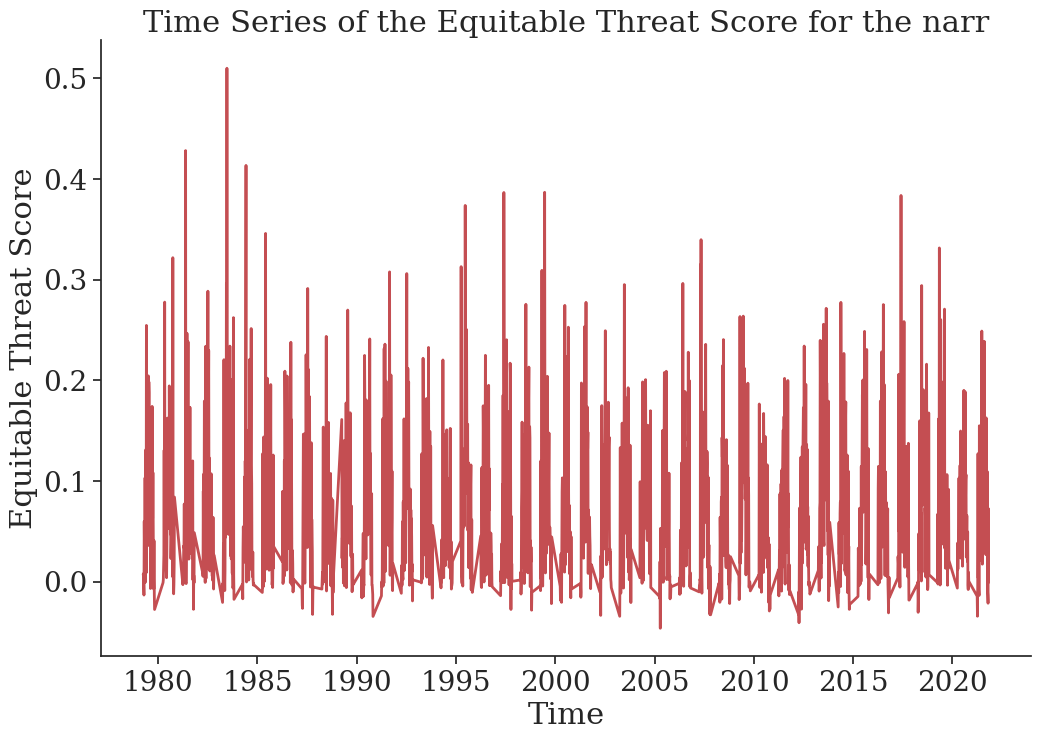 Time Series of the Equitable Threat Score for the narr
Equitable Threat Score
0.5
0.4
0.3
0.2
0.1
0.0
1980 1985 1990 1995 2000 2005 2010 2015 2020
Time